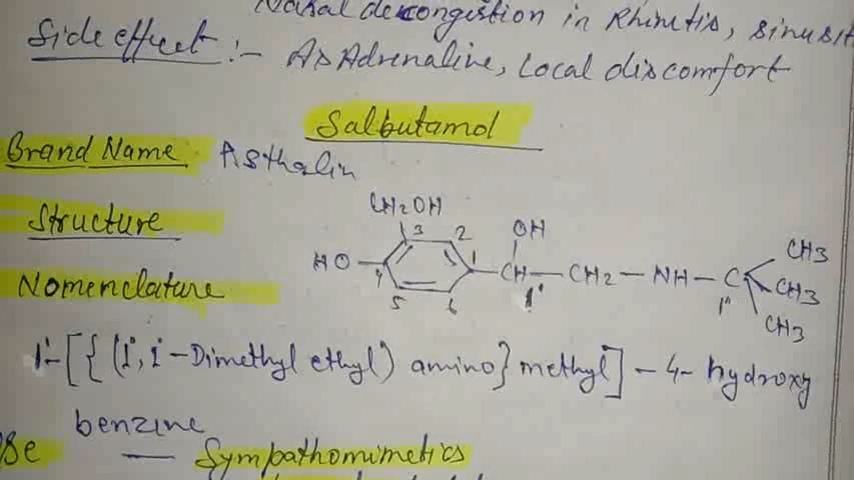 Nasal decongestion in Rhinitis, sinusit
Side effect :- As Adrenaline, Local discomfort
Salbutamol
Brand Name Asthalin
Structure
CH2OH
3 2 OH
HO 4 1 CH CH2 NH C CH3
5 6 1' 1" CH3
CH3
Nomenclature
1'-[{(1",1"-Dimethyl ethyl) amino} methyl] - 4- hydroxy
benzine
Se — Sympathomimetics